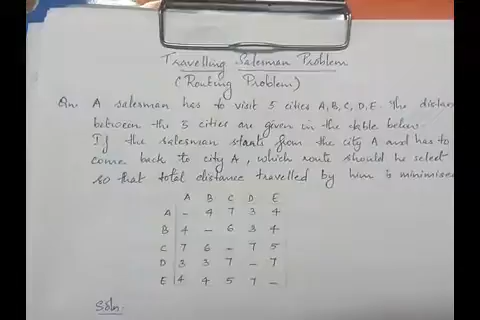 Travelling Salesman Problem
(Routing Problem)
Qn. A salesman has to visit 5 cities A, B, C, D, E. The distan
between the 5 cities are given in the table below.
If the salesman starts from the city A and has to
come back to city A, which route should he select
so that total distance travelled by him is minimised
A B C D E
A - 4 7 3 4
B 4 - 6 3 4
C 7 6 - 7 5
D 3 3 7 - 7
E 4 4 5 7 -
Soln.